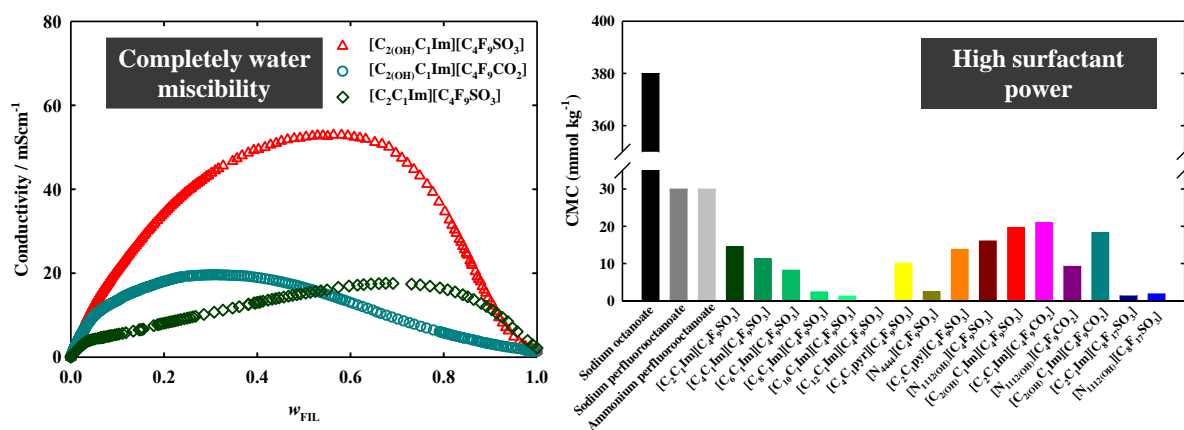 80
60
40
20
0
Conductivity / mScm⁻¹
Completely water
miscibility
[C₂₍OH₎C₁Im][C₄F₉SO₃]
[C₂₍OH₎C₁Im][C₄F₉CO₂]
[C₂C₁Im][C₄F₉SO₃]
0.0 0.2 0.4 0.6 0.8 1.0
w_FIL
400
380
360
30
20
10
0
CMC (mmol kg⁻¹)
High surfactant
power
Sodium octanoate
Sodium perfluorooctanoate
Ammonium perfluorooctanoate
[C₂C₁Im][C₄F₉SO₃]
[C₄C₁Im][C₄F₉SO₃]
[C₆C₁Im][C₄F₉SO₃]
[C₈C₁Im][C₄F₉SO₃]
[C₁₀C₁Im][C₄F₉SO₃]
[C₁₂C₁Im][C₄F₉SO₃]
[C₄C₁pyr][C₄F₉SO₃]
[N₄₄₄₄][C₄F₉SO₃]
[C₂C₁py][C₄F₉SO₃]
[N₁₁₁₂₍OH₎][C₄F₉SO₃]
[C₂₍OH₎C₁Im][C₄F₉SO₃]
[C₂C₁Im][C₄F₉CO₂]
[N₁₁₁₂₍OH₎][C₄F₉CO₂]
[C₂₍OH₎C₁Im][C₄F₉CO₂]
[C₂C₁Im][C₈F₁₇SO₃]
[N₁₁₁₂₍OH₎][C₈F₁₇SO₃]